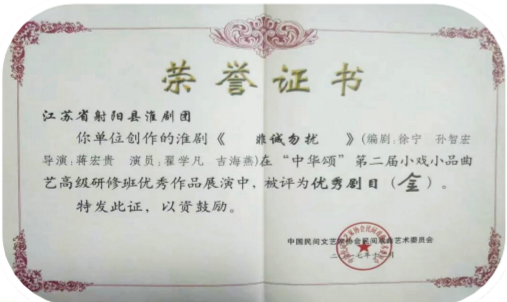 荣誉证书
江苏省射阳县淮剧团
你单位创作的淮剧《 非诚勿扰 》(编剧:徐宁 孙智宏
导演:蒋宏贵 演员:翟学凡 吉海燕)在“中华颂”第二届小戏小品曲
艺高级研修班优秀作品展演中,被评为优秀剧目(金)。
特发此证,以资鼓励。
中国民间文艺家协会民间戏曲艺术委员会